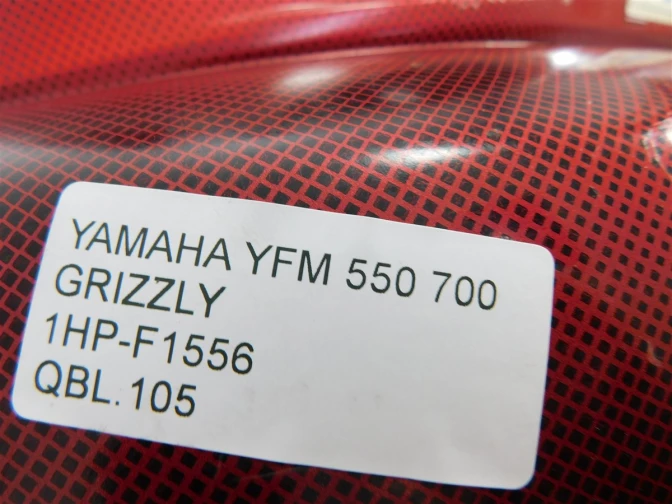 YAMAHA YFM 550 700
GRIZZLY
1HP-F1556
QBL.105